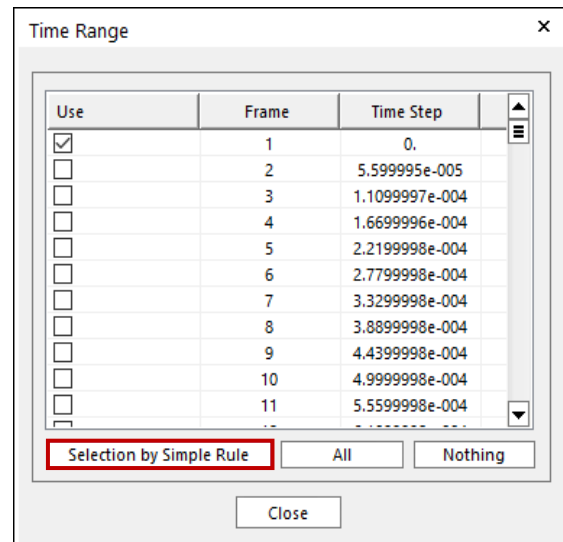 Time Range
Use Frame Time Step
1 0.
2 5.599995e-005
3 1.1099997e-004
4 1.6699996e-004
5 2.2199998e-004
6 2.7799998e-004
7 3.3299998e-004
8 3.8899998e-004
9 4.4399998e-004
10 4.9999998e-004
11 5.5599998e-004
Selection by Simple Rule All Nothing
Close